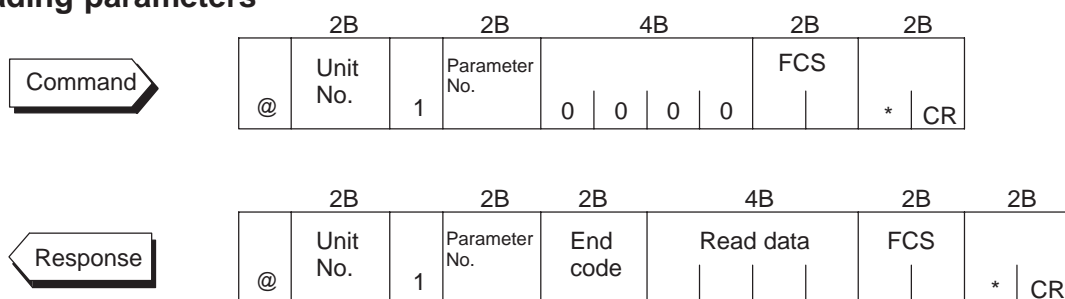 ding parameters
2B 2B 4B 2B 2B
Command
@ Unit No. 1 Parameter No. 0 0 0 0 FCS * CR
2B 2B 2B 4B 2B 2B
Response
@ Unit No. 1 Parameter No. End code Read data FCS * CR